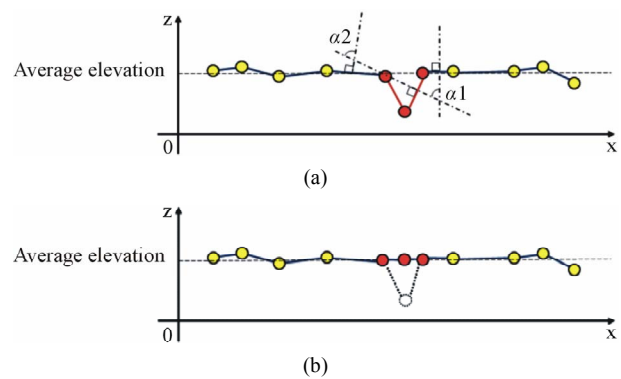 z
α2
Average elevation
α1
0
x
(a)
z
Average elevation
0
x
(b)